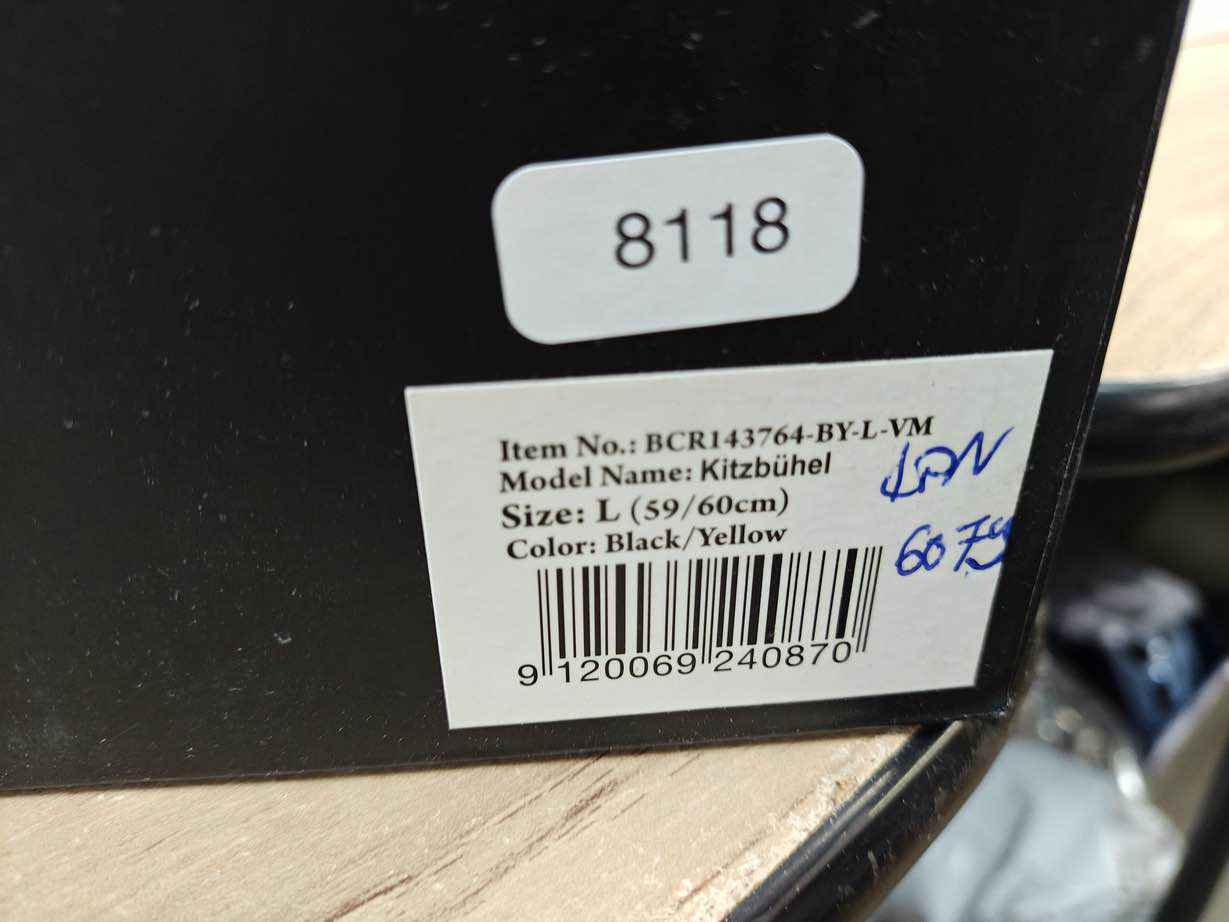 8118
Item No.: BCR143764-BY-L-VM
Model Name: Kitzbühel
Size: L (59/60cm)
Color: Black/Yellow
9 120069 240870